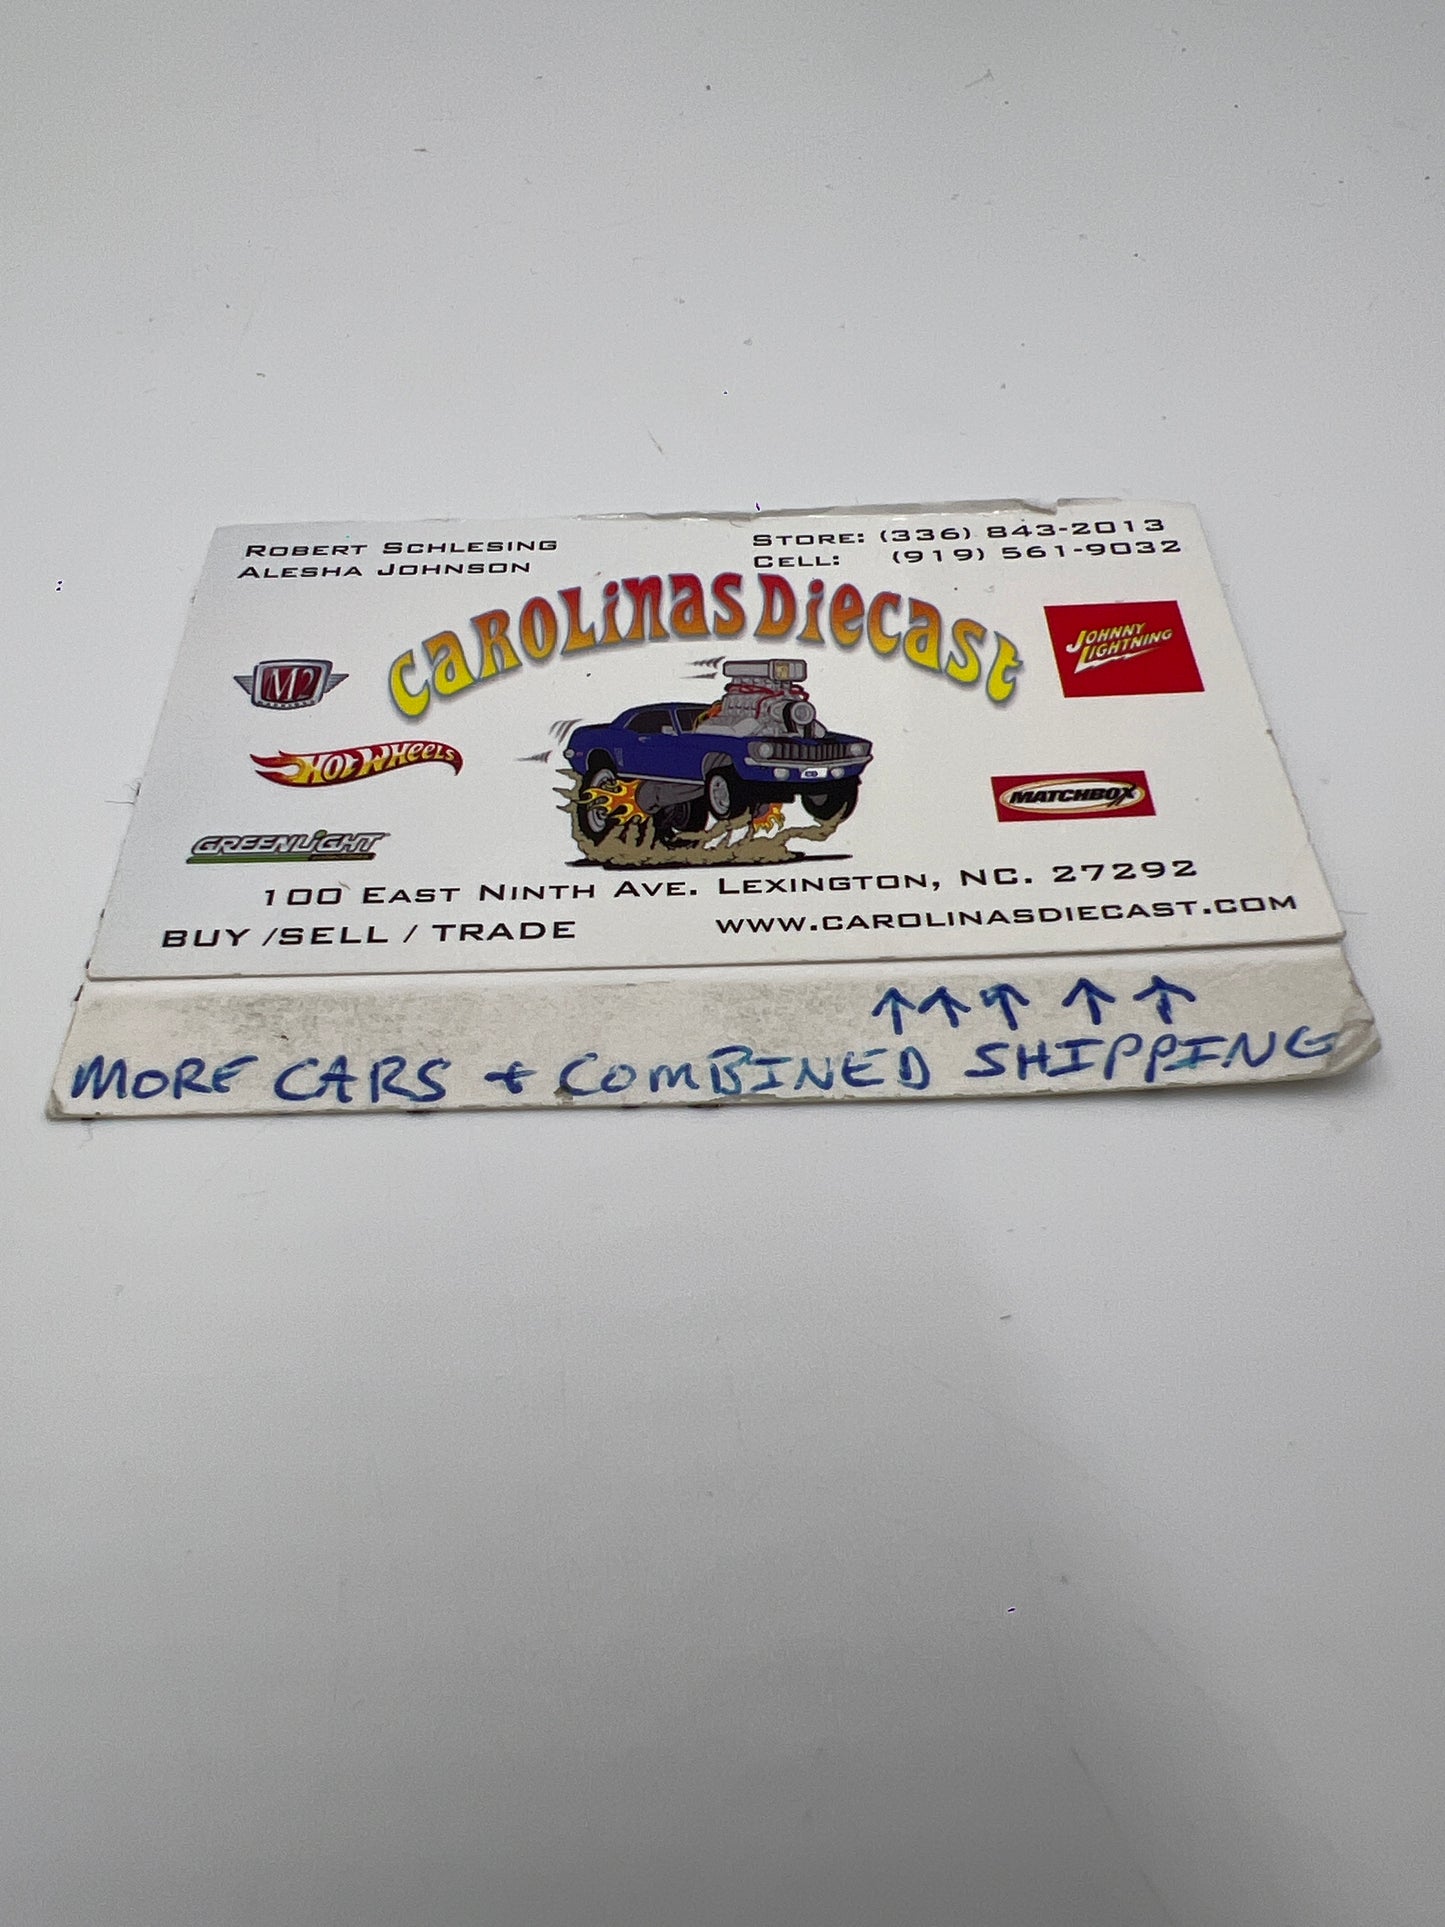 ROBERT SCHLESING
ALESHA JOHNSON
STORE: (336) 843-2013
CELL: (919) 561-9032
CAROLINAS DIECAST
M2
JOHNNY LIGHTNING
HOT WHEELS
MATCHBOX
GREENLIGHT
100 EAST NINTH AVE. LEXINGTON, NC. 27292
BUY /SELL / TRADE
WWW.CAROLINASDIECAST.COM
↑ ↑ ↑ ↑ ↑
MORE CARS + COMBINED SHIPPING